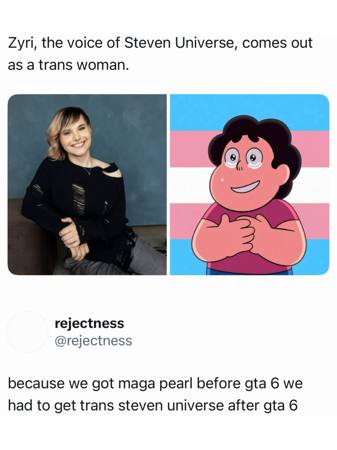 Zyri, the voice of Steven Universe, comes out
as a trans woman.
rejectness
@rejectness
because we got maga pearl before gta 6 we
had to get trans steven universe after gta 6